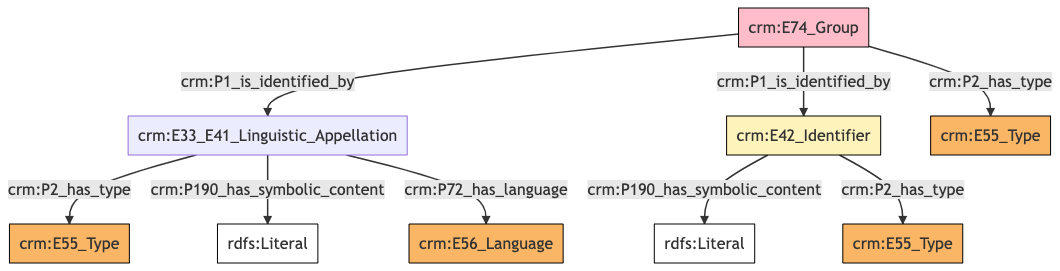 crm:E74_Group
crm:P1_is_identified_by
crm:P1_is_identified_by
crm:P2_has_type
crm:E33_E41_Linguistic_Appellation
crm:E42_Identifier
crm:E55_Type
crm:P2_has_type
crm:P190_has_symbolic_content
crm:P72_has_language
crm:P190_has_symbolic_content
crm:P2_has_type
crm:E55_Type
rdfs:Literal
crm:E56_Language
rdfs:Literal
crm:E55_Type